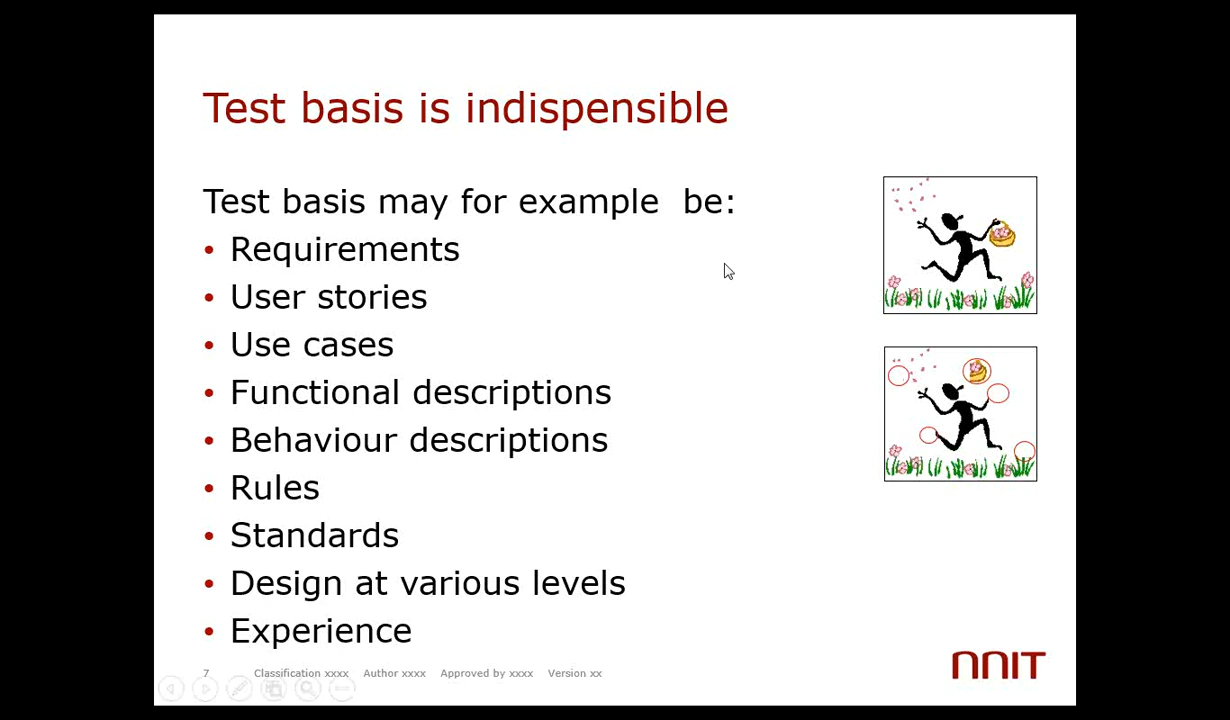 Test basis is indispensible
Test basis may for example  be:
• Requirements
• User stories
• Use cases
• Functional descriptions
• Behaviour descriptions
• Rules
• Standards
• Design at various levels
• Experience
7 Classification xxxx Author xxxx Approved by xxxx Version xx
NNIT